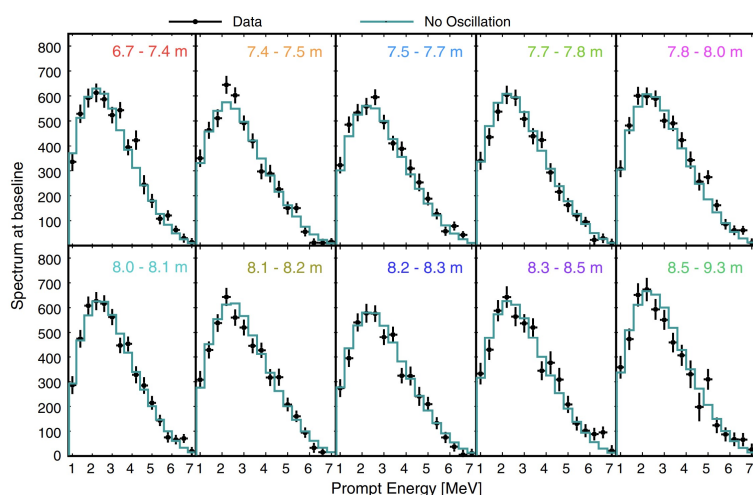 Data No Oscillation
800
700
600
500
400
300
200
100
6.7 - 7.4 m 7.4 - 7.5 m 7.5 - 7.7 m 7.7 - 7.8 m 7.8 - 8.0 m
Spectrum at baseline
800
700
600
500
400
300
200
100
0
8.0 - 8.1 m 8.1 - 8.2 m 8.2 - 8.3 m 8.3 - 8.5 m 8.5 - 9.3 m
1 2 3 4 5 6 7 1 2 3 4 5 6 7 1 2 3 4 5 6 7 1 2 3 4 5 6 7 1 2 3 4 5 6 7
Prompt Energy [MeV]